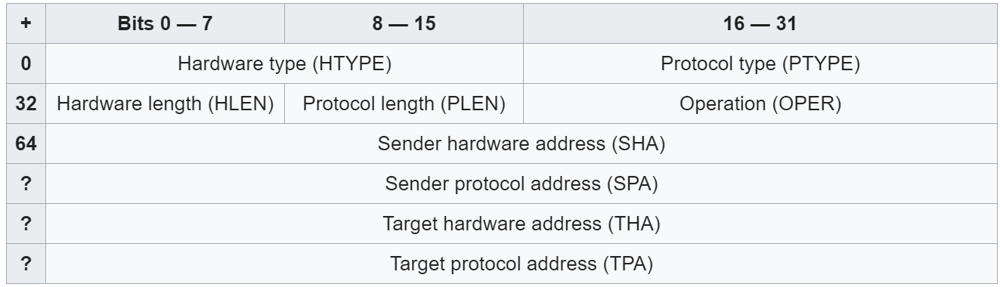 + Bits 0 — 7 8 — 15 16 — 31
0 Hardware type (HTYPE) Protocol type (PTYPE)
32 Hardware length (HLEN) Protocol length (PLEN) Operation (OPER)
64 Sender hardware address (SHA)
? Sender protocol address (SPA)
? Target hardware address (THA)
? Target protocol address (TPA)